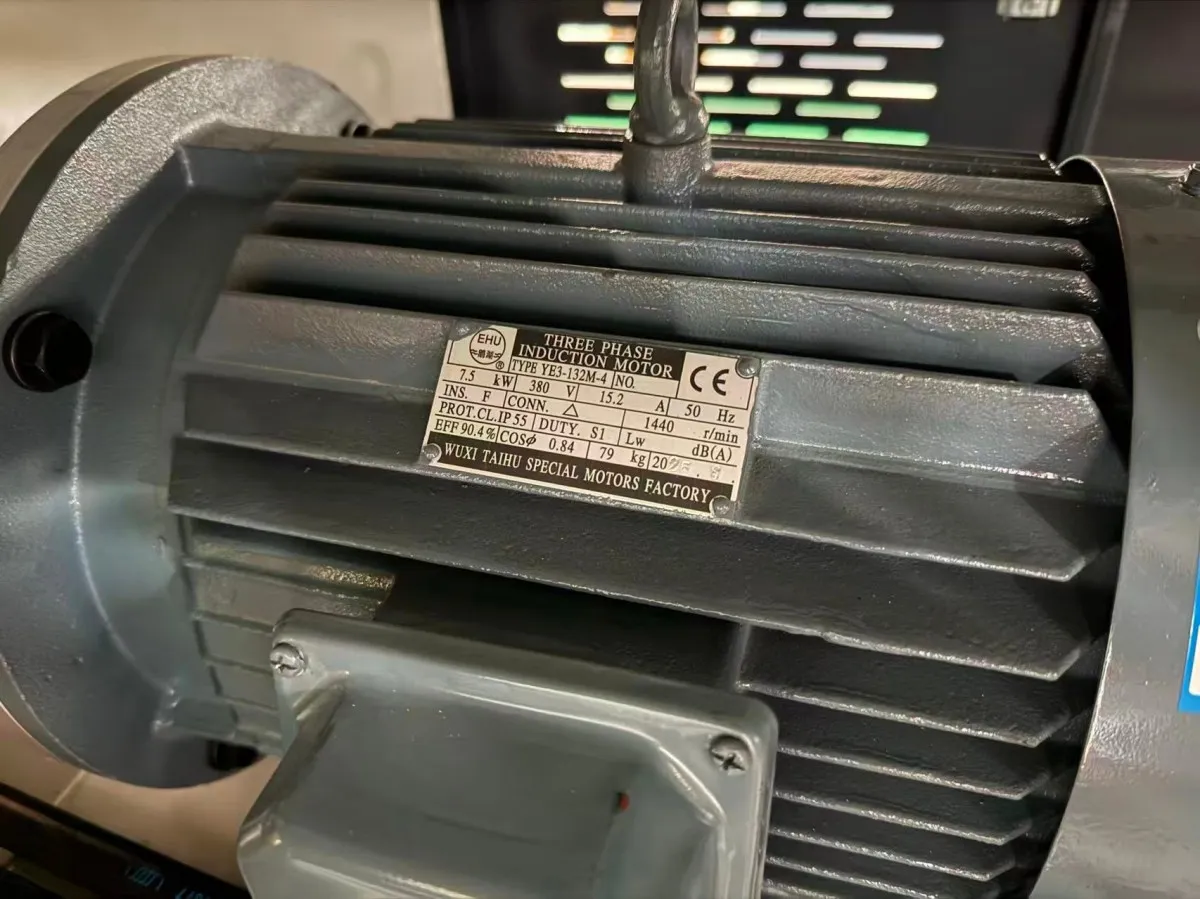 EHU
®
THREE PHASE
INDUCTION MOTOR
CE
TYPE YE3-132M-4 NO.
7.5 kW 380 V 15.2 A 50 Hz
INS. F CONN. △ 1440 r/min
PROT.CL.IP 55 DUTY. S1 Lw dB(A)
EFF 90.4% COSφ 0.84 79 kg 20
WUXI TAIHU SPECIAL MOTORS FACTORY